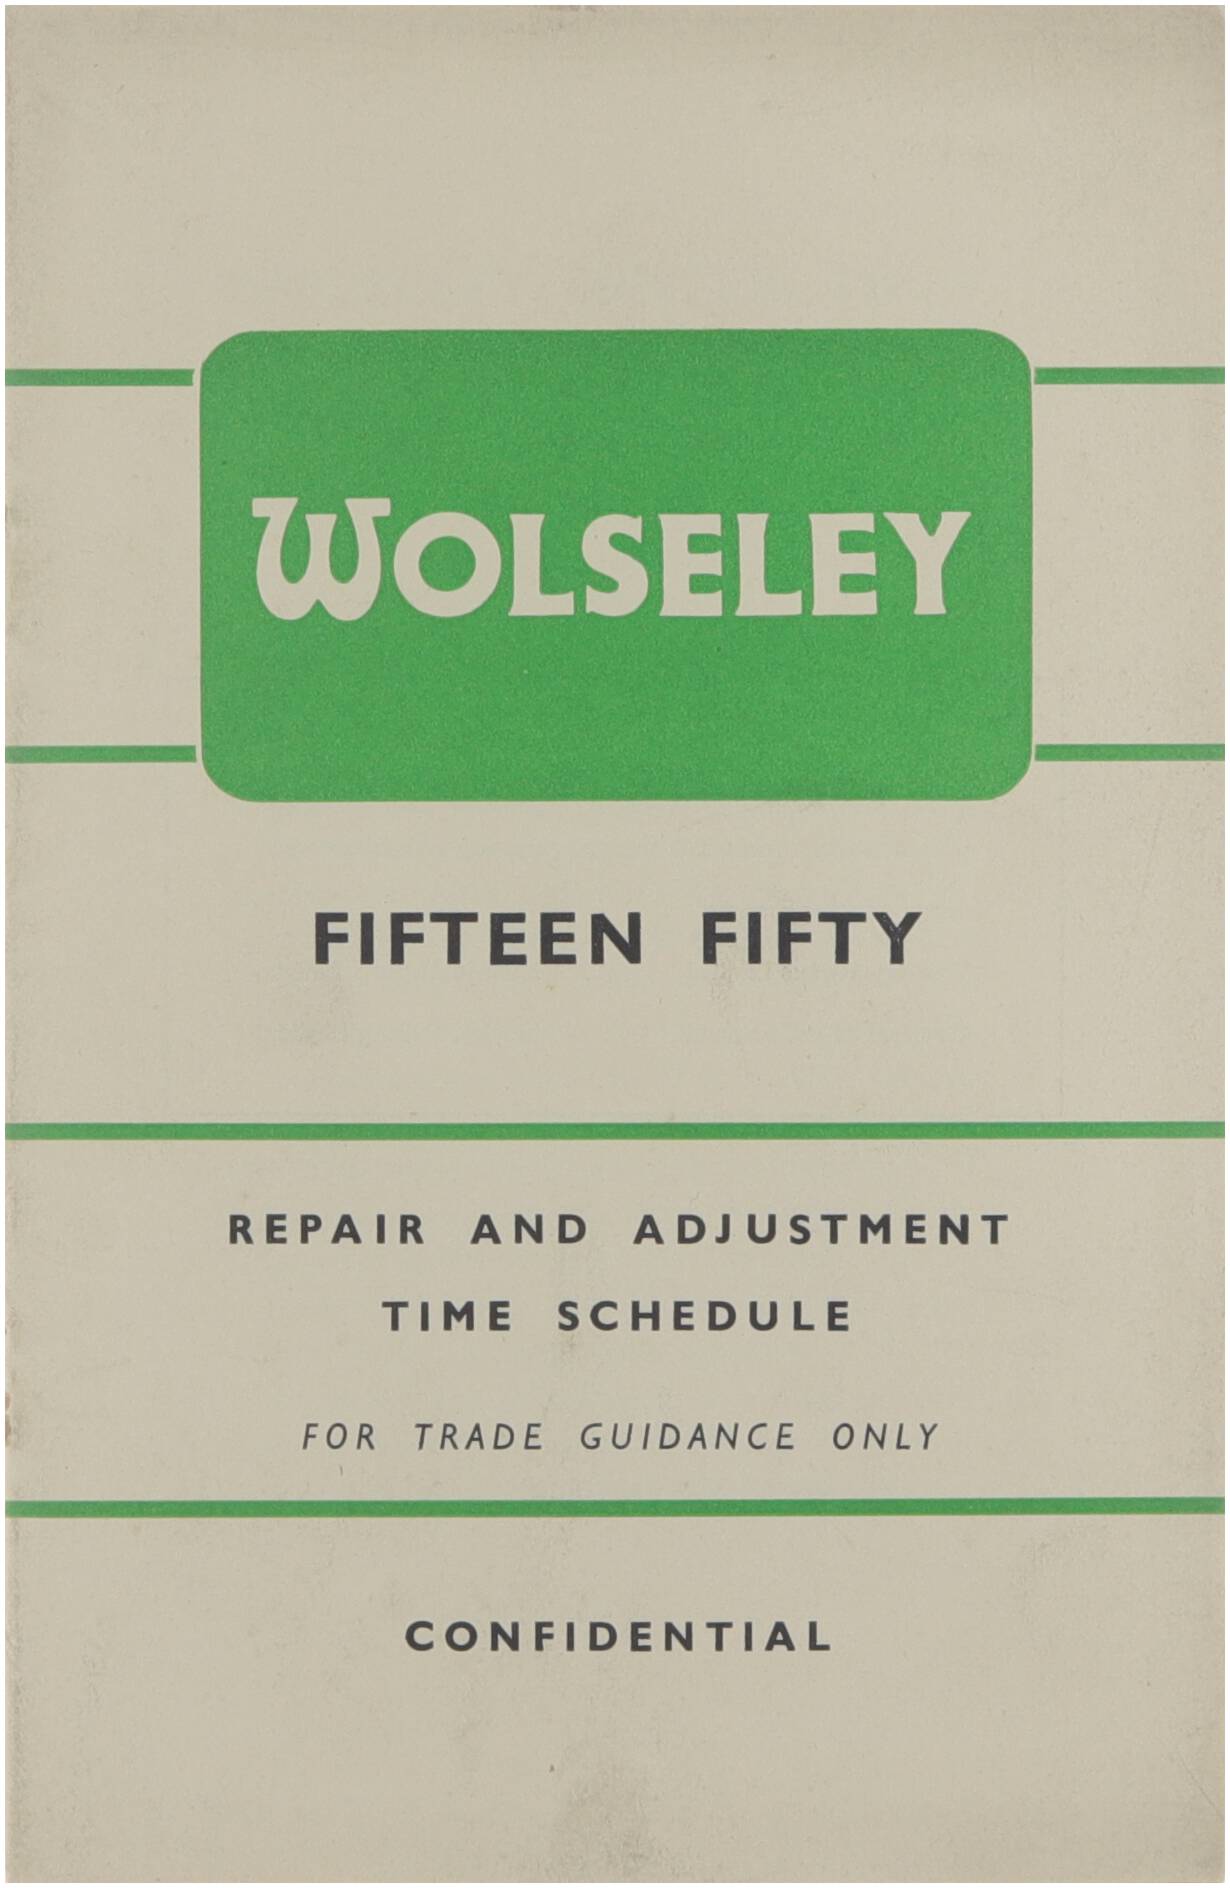 WOLSELEY
FIFTEEN FIFTY
REPAIR AND ADJUSTMENT
TIME SCHEDULE
FOR TRADE GUIDANCE ONLY
CONFIDENTIAL